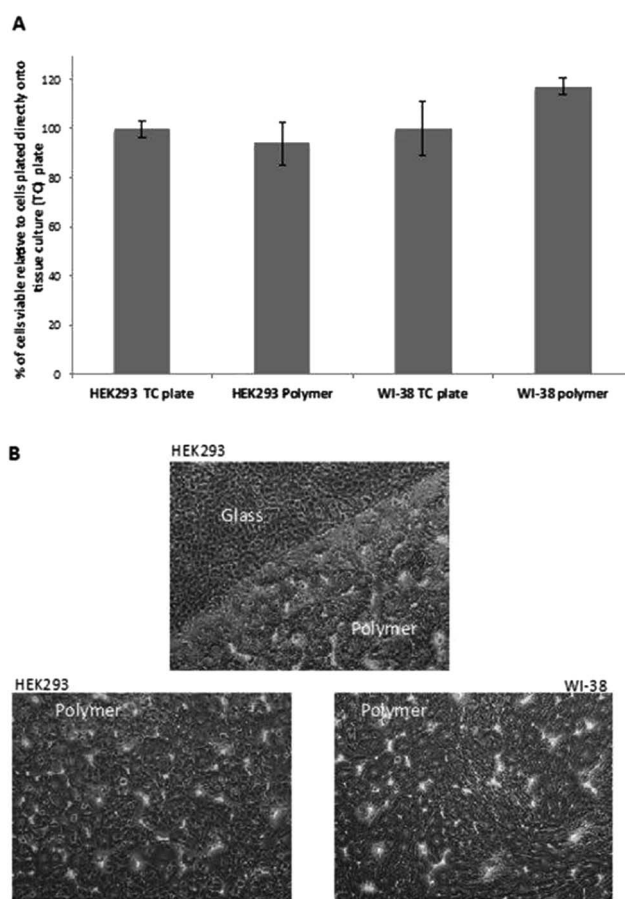 A
% of cells viable relative to cells plated directly onto
tissue culture (TC) plate
120
100
80
60
40
20
0
HEK293 TC plate
HEK293 Polymer
WI-38 TC plate
WI-38 polymer
B
HEK293
Glass
Polymer
HEK293
Polymer
WI-38
Polymer